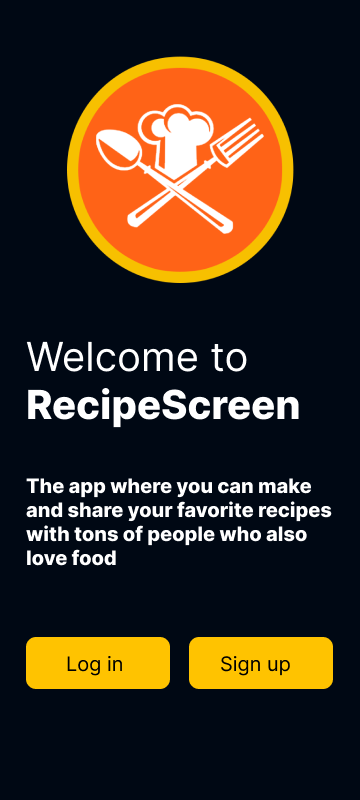 Welcome to
RecipeScreen
The app where you can make
and share your favorite recipes
with tons of people who also
love food
Log in
Sign up